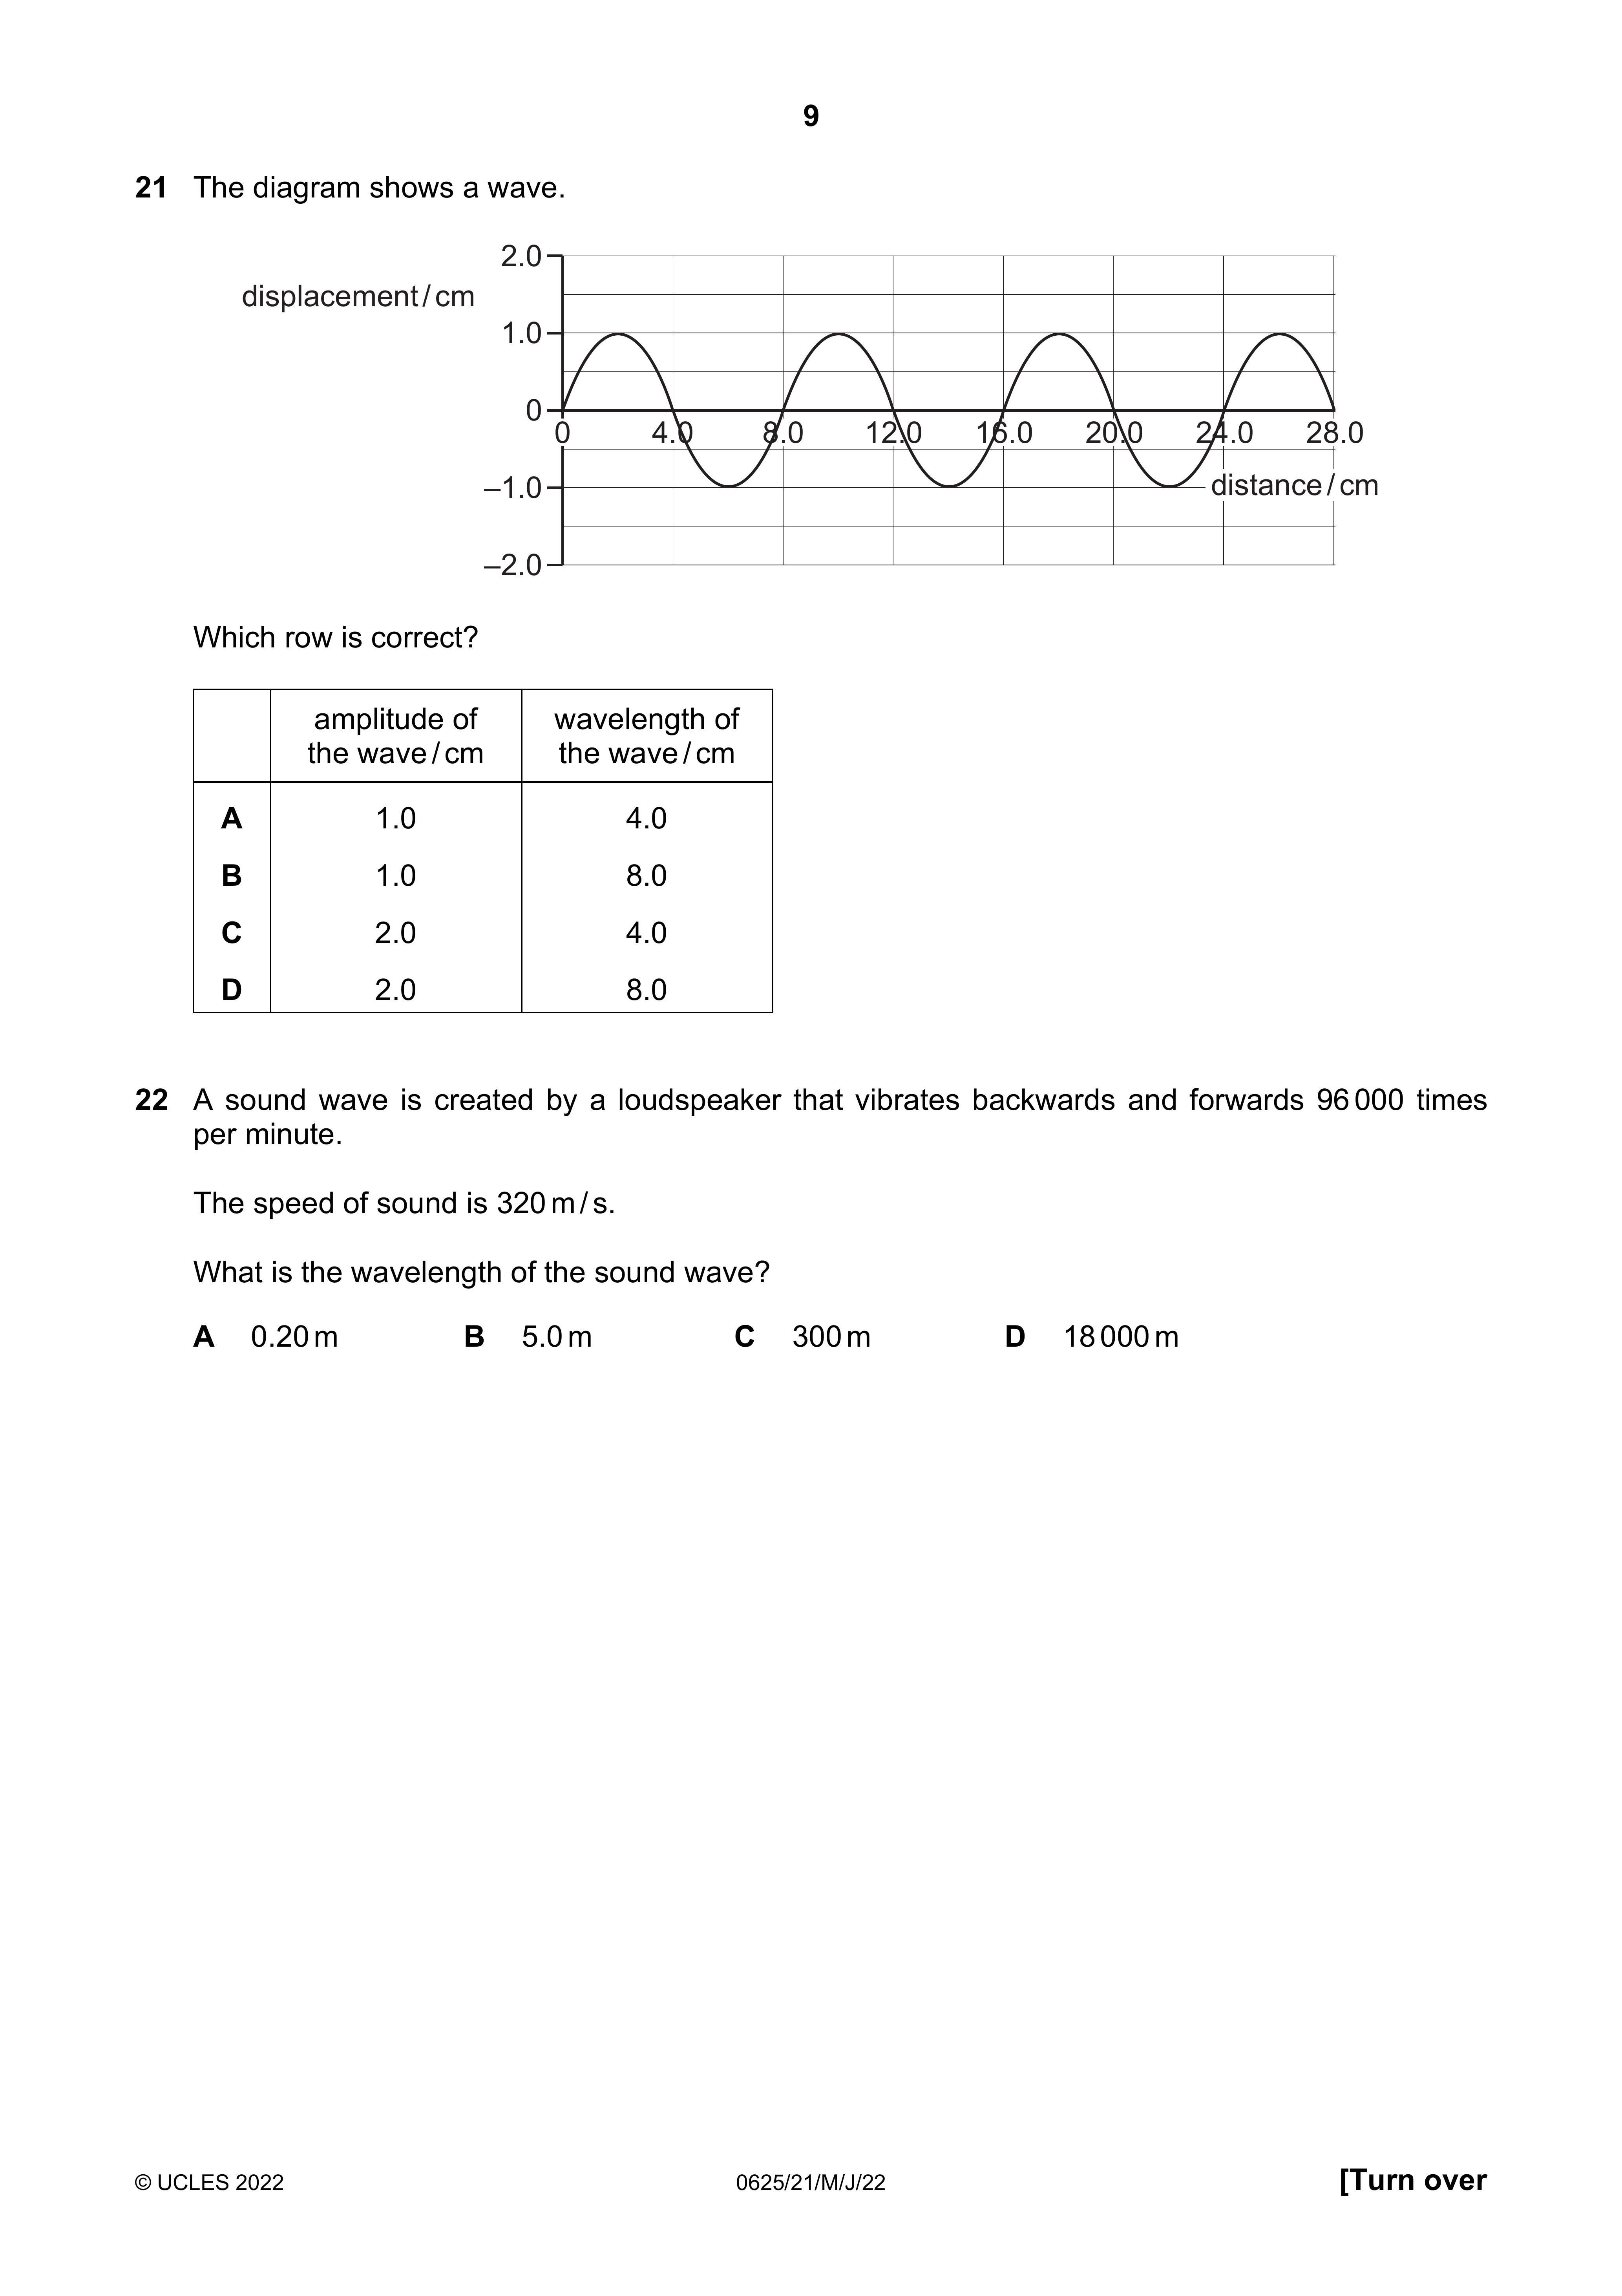 9
21 The diagram shows a wave.
2.0
displacement / cm
1.0
0
0 4.0 8.0 12.0 16.0 20.0 24.0 28.0
–1.0
distance / cm
–2.0
Which row is correct?
amplitude of the wave / cm
wavelength of the wave / cm
A 1.0 4.0
B 1.0 8.0
C 2.0 4.0
D 2.0 8.0
22 A sound wave is created by a loudspeaker that vibrates backwards and forwards 96 000 times
per minute.
The speed of sound is 320 m / s.
What is the wavelength of the sound wave?
A 0.20 m B 5.0 m C 300 m D 18 000 m
© UCLES 2022 0625/21/M/J/22 [Turn over